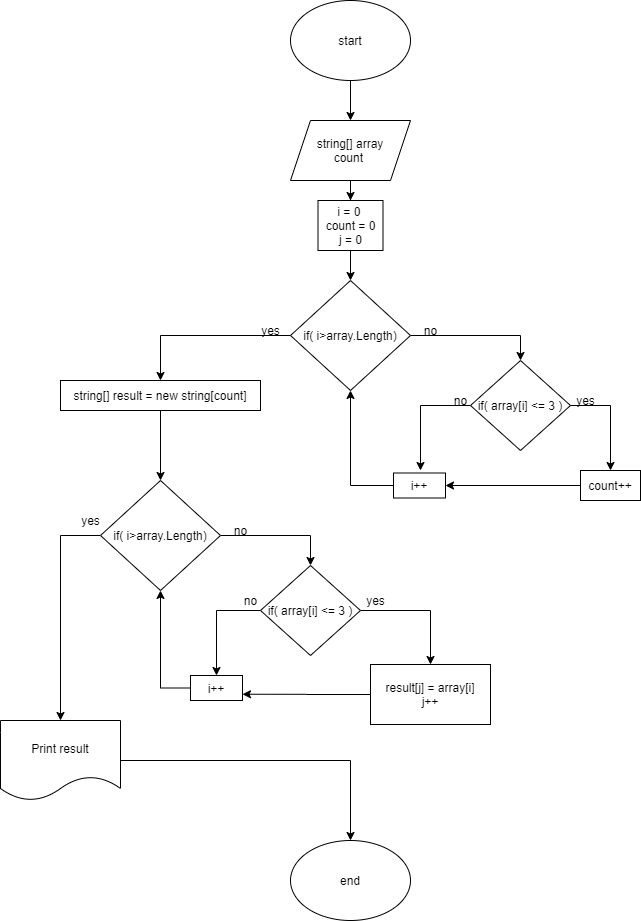 start
string[] array
count
i = 0
count = 0
j = 0
if( i>array.Length)
yes
no
string[] result = new string[count]
if( array[i] <= 3 )
no
yes
i++
count++
if( i>array.Length)
yes
no
if( array[i] <= 3 )
no
yes
i++
result[j] = array[i]
j++
Print result
end